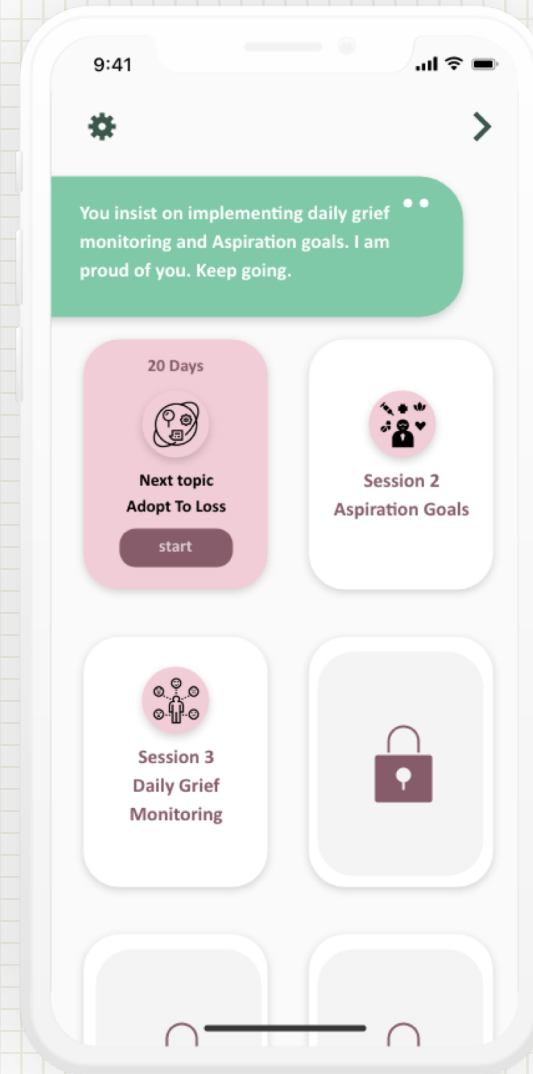 9:41
You insist on implementing daily grief
monitoring and Aspiration goals. I am
proud of you. Keep going.
20 Days
Next topic
Adopt To Loss
start
Session 2
Aspiration Goals
Session 3
Daily Grief
Monitoring